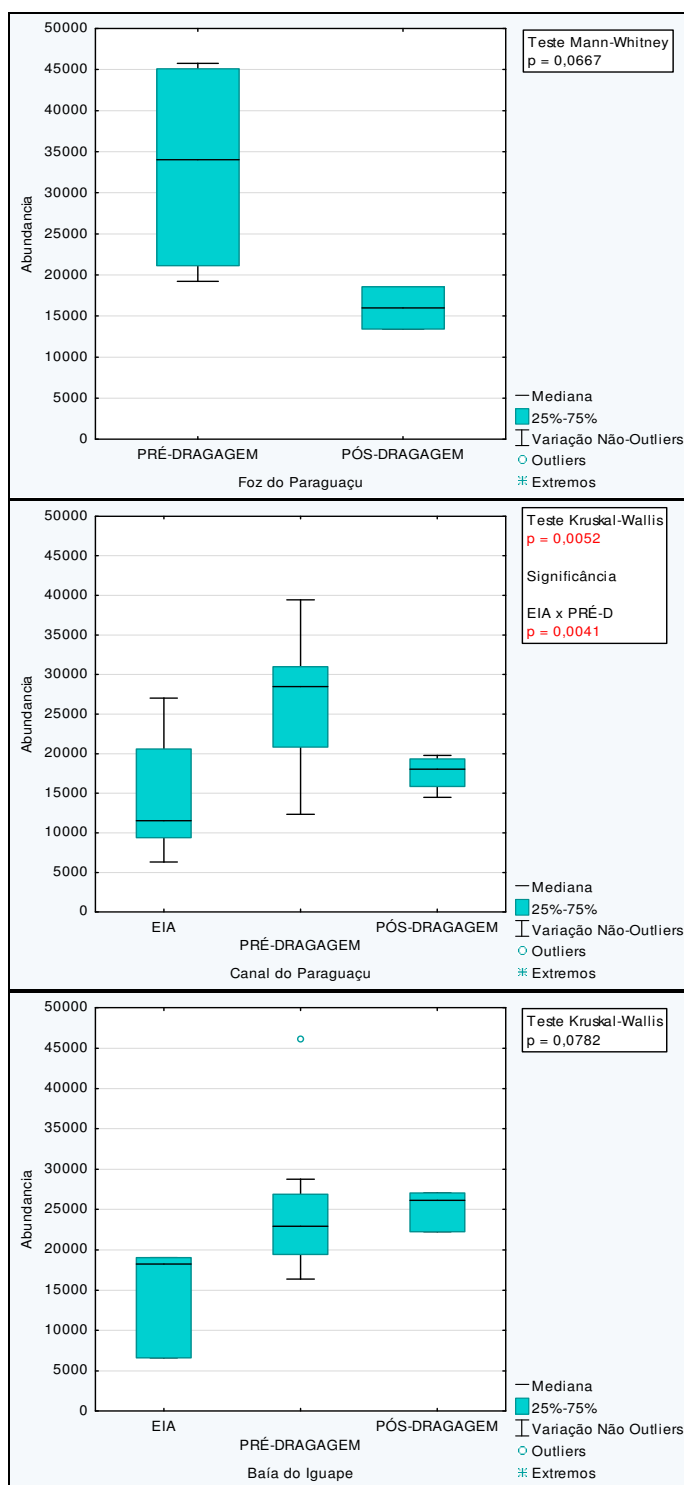 50000
45000
40000
35000
30000
25000
20000
15000
10000
5000
0
Abundancia
PRÉ-DRAGAGEM
PÓS-DRAGAGEM
Foz do Paraguaçu
Teste Mann-Whitney
p = 0,0667
Mediana
25%-75%
Variação Não-Outliers
Outliers
Extremos
50000
45000
40000
35000
30000
25000
20000
15000
10000
5000
0
Abundancia
EIA
PRÉ-DRAGAGEM
PÓS-DRAGAGEM
Canal do Paraguaçu
Teste Kruskal-Wallis
p = 0,0052
Significância
EIA x PRÉ-D
p = 0,0041
Mediana
25%-75%
Variação Não-Outliers
Outliers
Extremos
50000
45000
40000
35000
30000
25000
20000
15000
10000
5000
0
Abundancia
EIA
PRÉ-DRAGAGEM
PÓS-DRAGAGEM
Baía do Iguape
Teste Kruskal-Wallis
p = 0,0782
Mediana
25%-75%
Variação Não Outliers
Outliers
Extremos